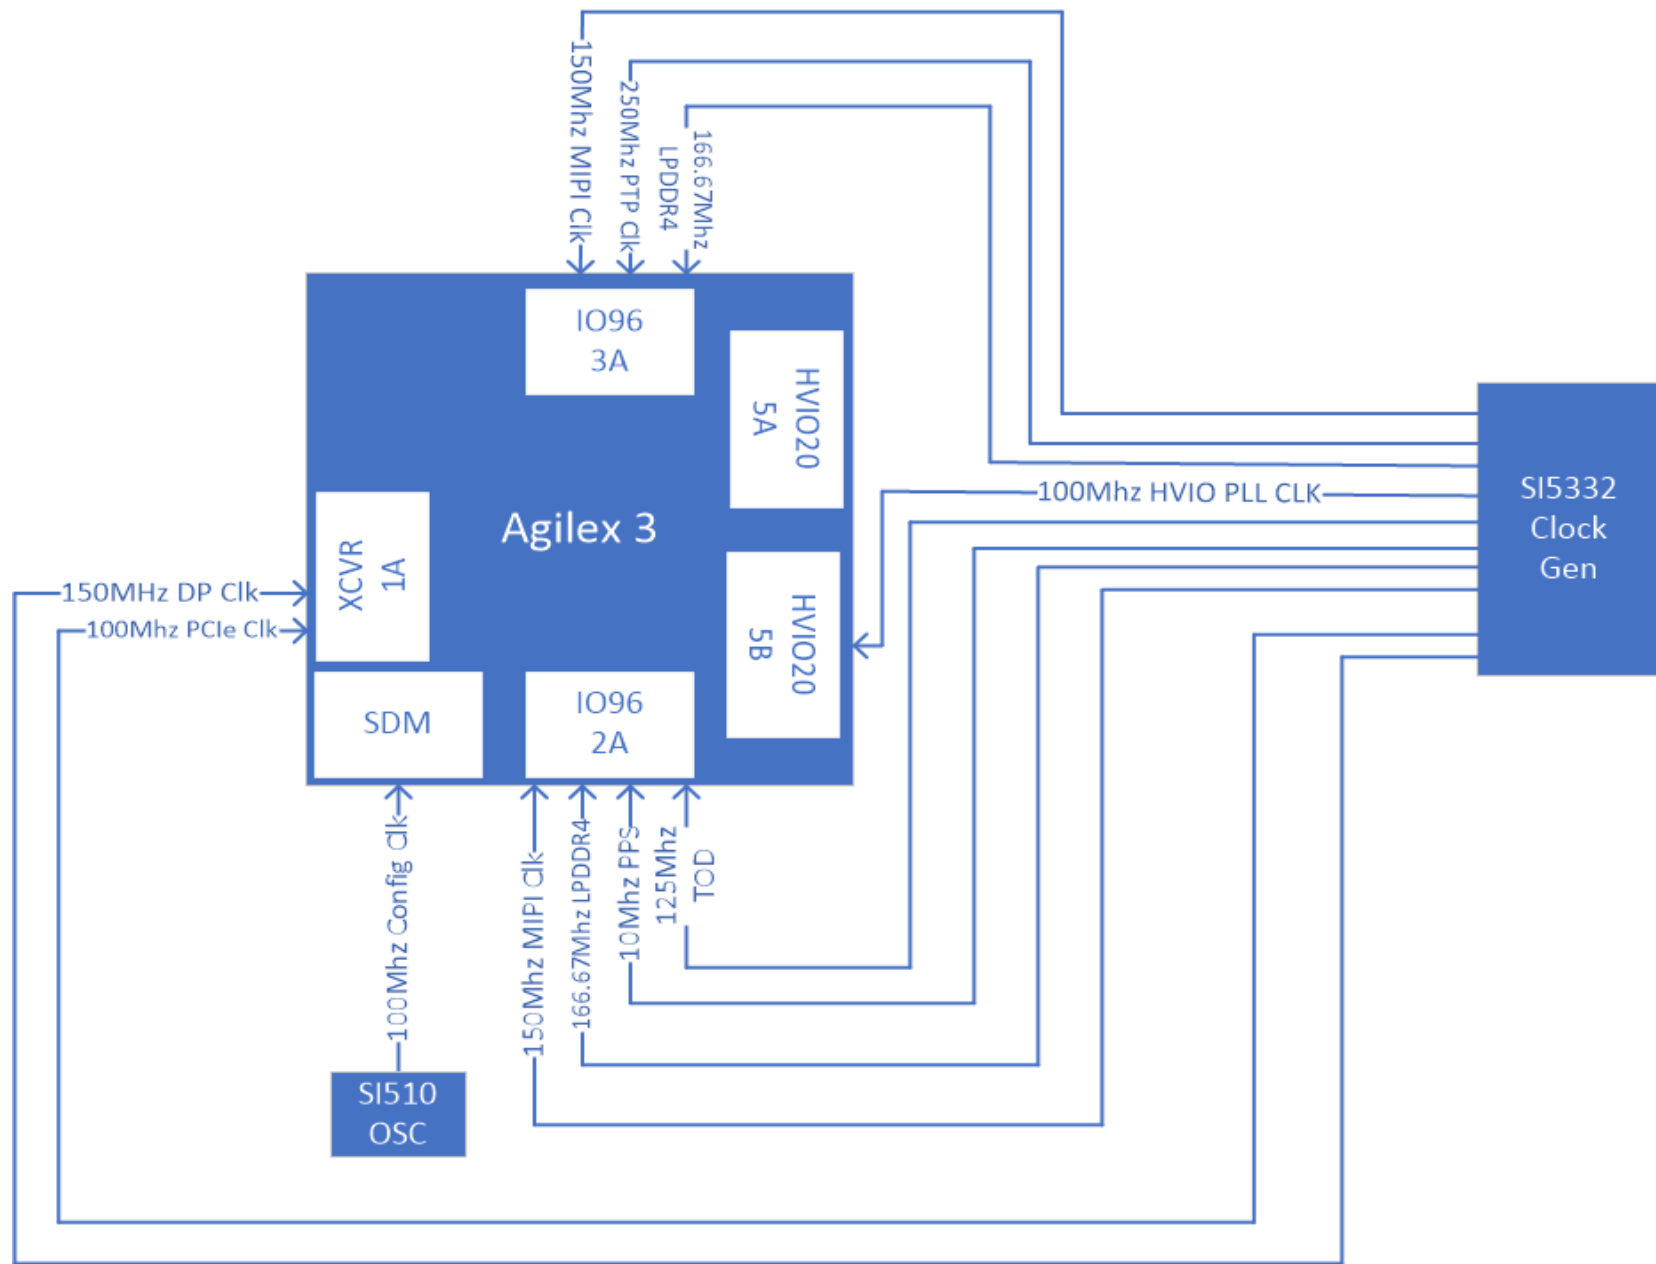 150Mhz MIPI Clk
250Mhz PTP Clk
166.67Mhz
LPDDR4
IO96
3A
HVIO20
5A
Agilex 3
100Mhz HVIO PLL CLK
SI5332
Clock
Gen
XCVR
1A
150MHz DP Clk
100Mhz PCIe Clk
HVIO20
5B
SDM
IO96
2A
100Mhz Config Clk
150Mhz MIPI Clk
166.67Mhz LPDDR4
10Mhz PPS
125Mhz
TOD
SI510
OSC